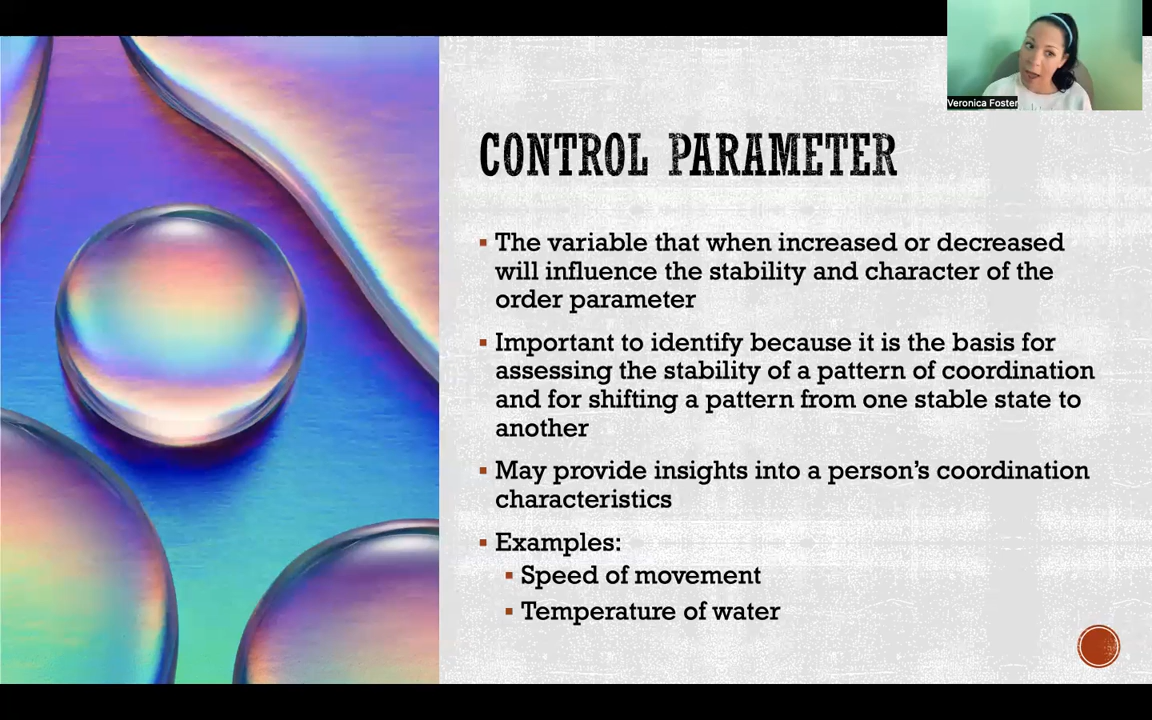 Veronica Foster
CONTROL PARAMETER
▪ The variable that when increased or decreased
will influence the stability and character of the
order parameter
▪ Important to identify because it is the basis for
assessing the stability of a pattern of coordination
and for shifting a pattern from one stable state to
another
▪ May provide insights into a person’s coordination
characteristics
▪ Examples:
▪ Speed of movement
▪ Temperature of water